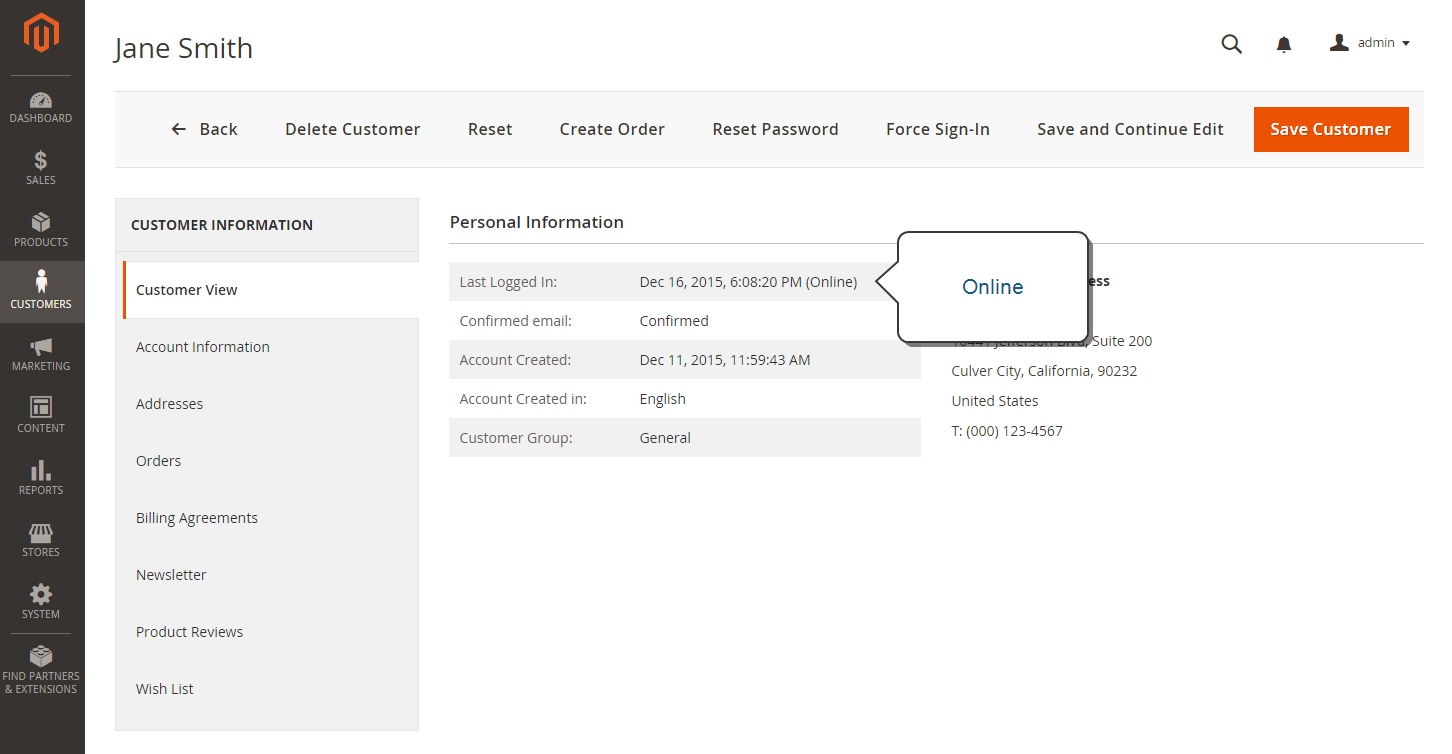 Jane Smith
admin
Back
Delete Customer
Reset
Create Order
Reset Password
Force Sign-In
Save and Continue Edit
Save Customer
DASHBOARD
SALES
PRODUCTS
CUSTOMERS
MARKETING
CONTENT
REPORTS
STORES
SYSTEM
FIND PARTNERS
& EXTENSIONS
CUSTOMER INFORMATION
Customer View
Account Information
Addresses
Orders
Billing Agreements
Newsletter
Product Reviews
Wish List
Personal Information
Last Logged In: Dec 16, 2015, 6:08:20 PM (Online)
Confirmed email: Confirmed
Account Created: Dec 11, 2015, 11:59:43 AM
Account Created in: English
Customer Group: General
Online
Suite 200
Culver City, California, 90232
United States
T: (000) 123-4567